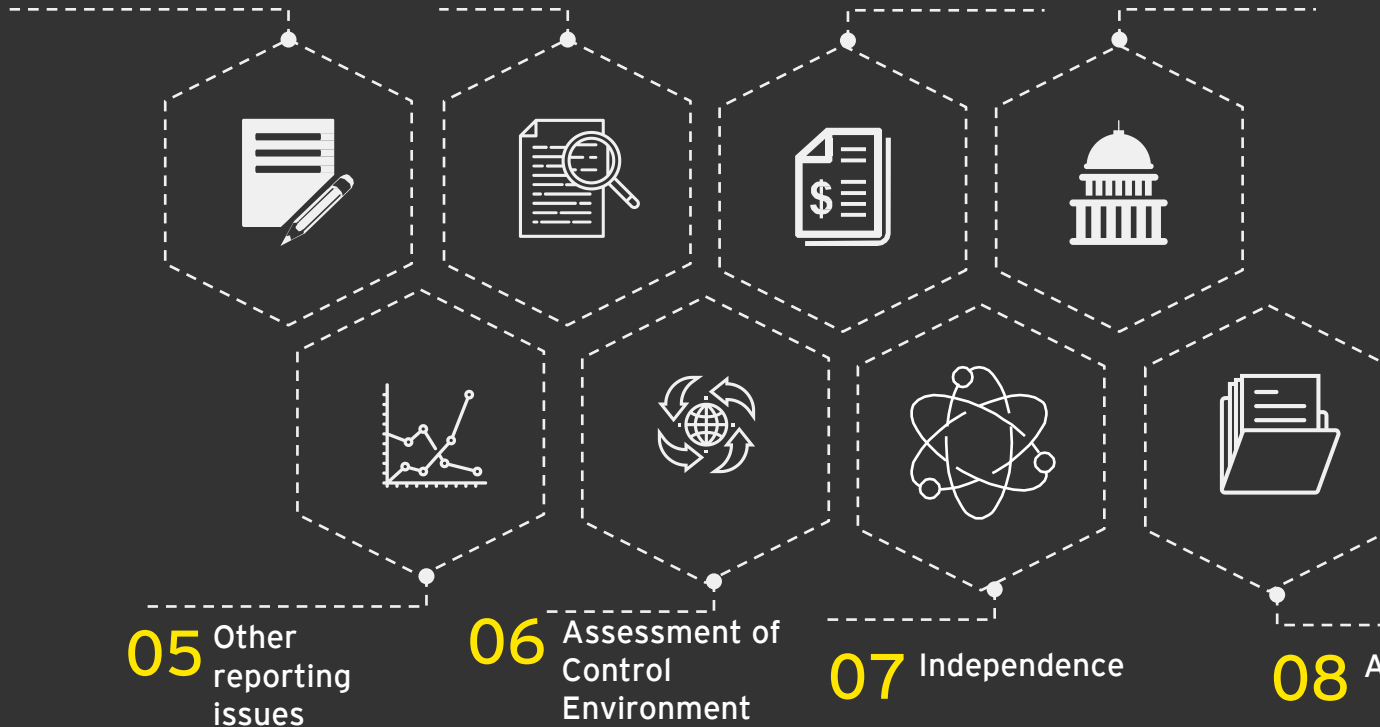 $
05 Other
reporting
issues
06 Assessment of
Control
Environment
07 Independence
08